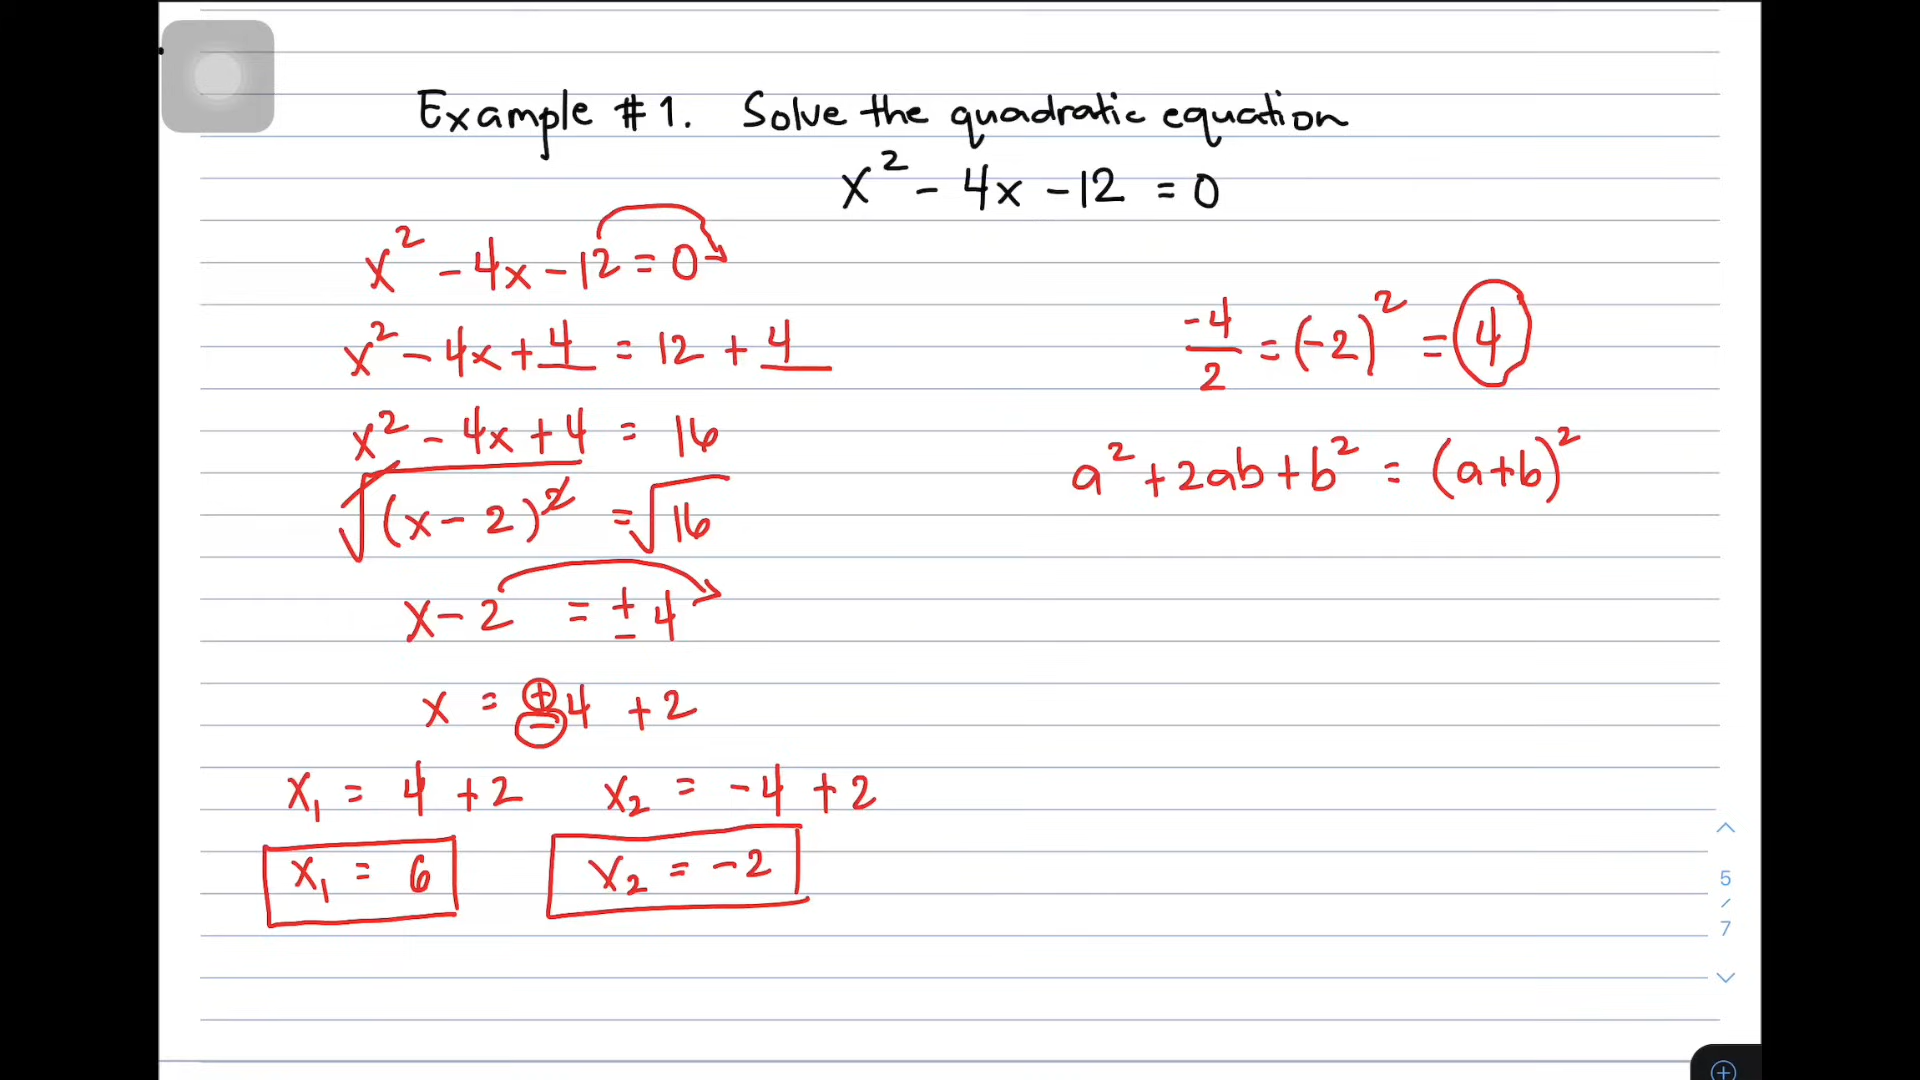 Example #1. Solve the quadratic equation
x² - 4x - 12 = 0
x² - 4x - 12 = 0
x² - 4x + 4 = 12 + 4
x² - 4x + 4 = 16
√(x - 2)² = √16
x - 2 = ± 4
x = ± 4 + 2
x₁ = 4 + 2 x₂ = -4 + 2
x₁ = 6 x₂ = -2
-4/2 = (-2)² = 4
a² + 2ab + b² = (a+b)²
5
/
7